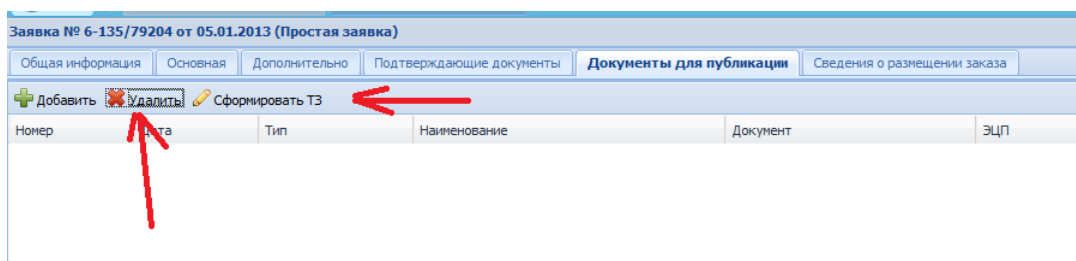 Заявка № 6-135/79204 от 05.01.2013 (Простая заявка)
Общая информация Основная Дополнительно Подтверждающие документы Документы для публикации Сведения о размещении заказа
Добавить Удалить Сформировать ТЗ
Номер Дата Тип Наименование Документ ЭЦП